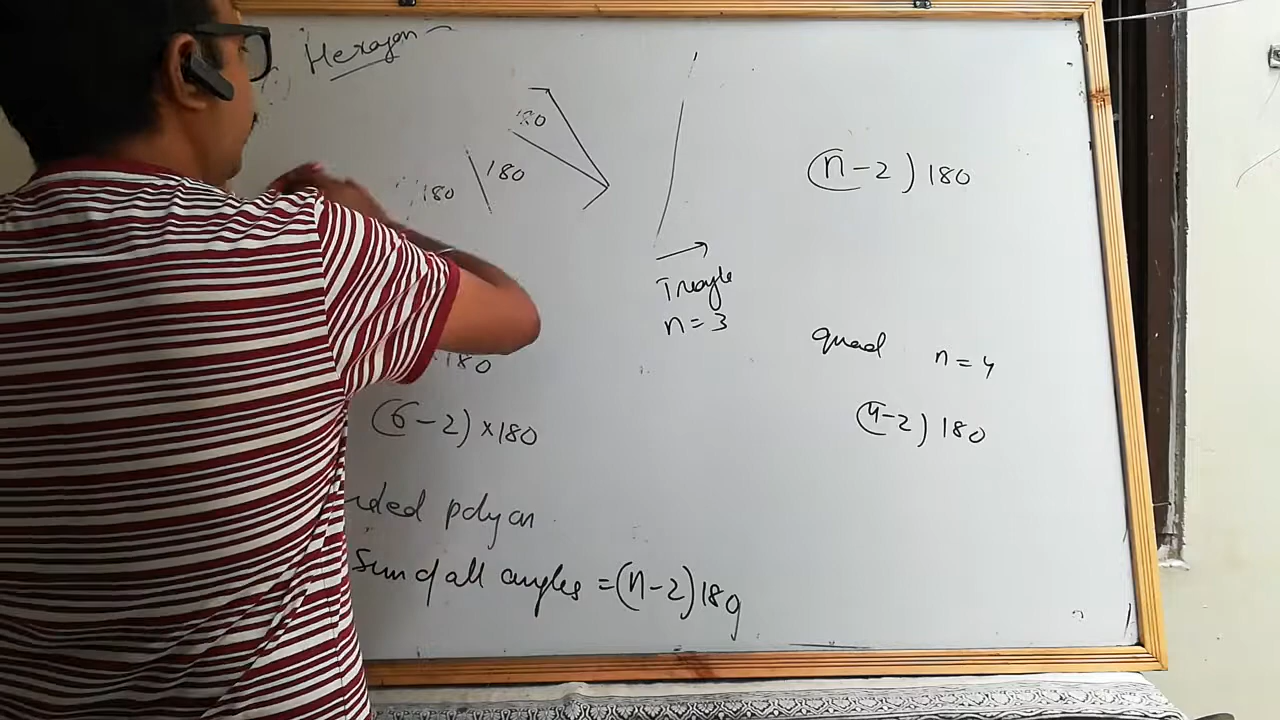 Hexagon
180
180
180
(n-2) 180
Triangle
n = 3
quad n = 4
180
(6-2) × 180
(4-2) 180
ded polyon
Sum of all angles = (n-2) 180